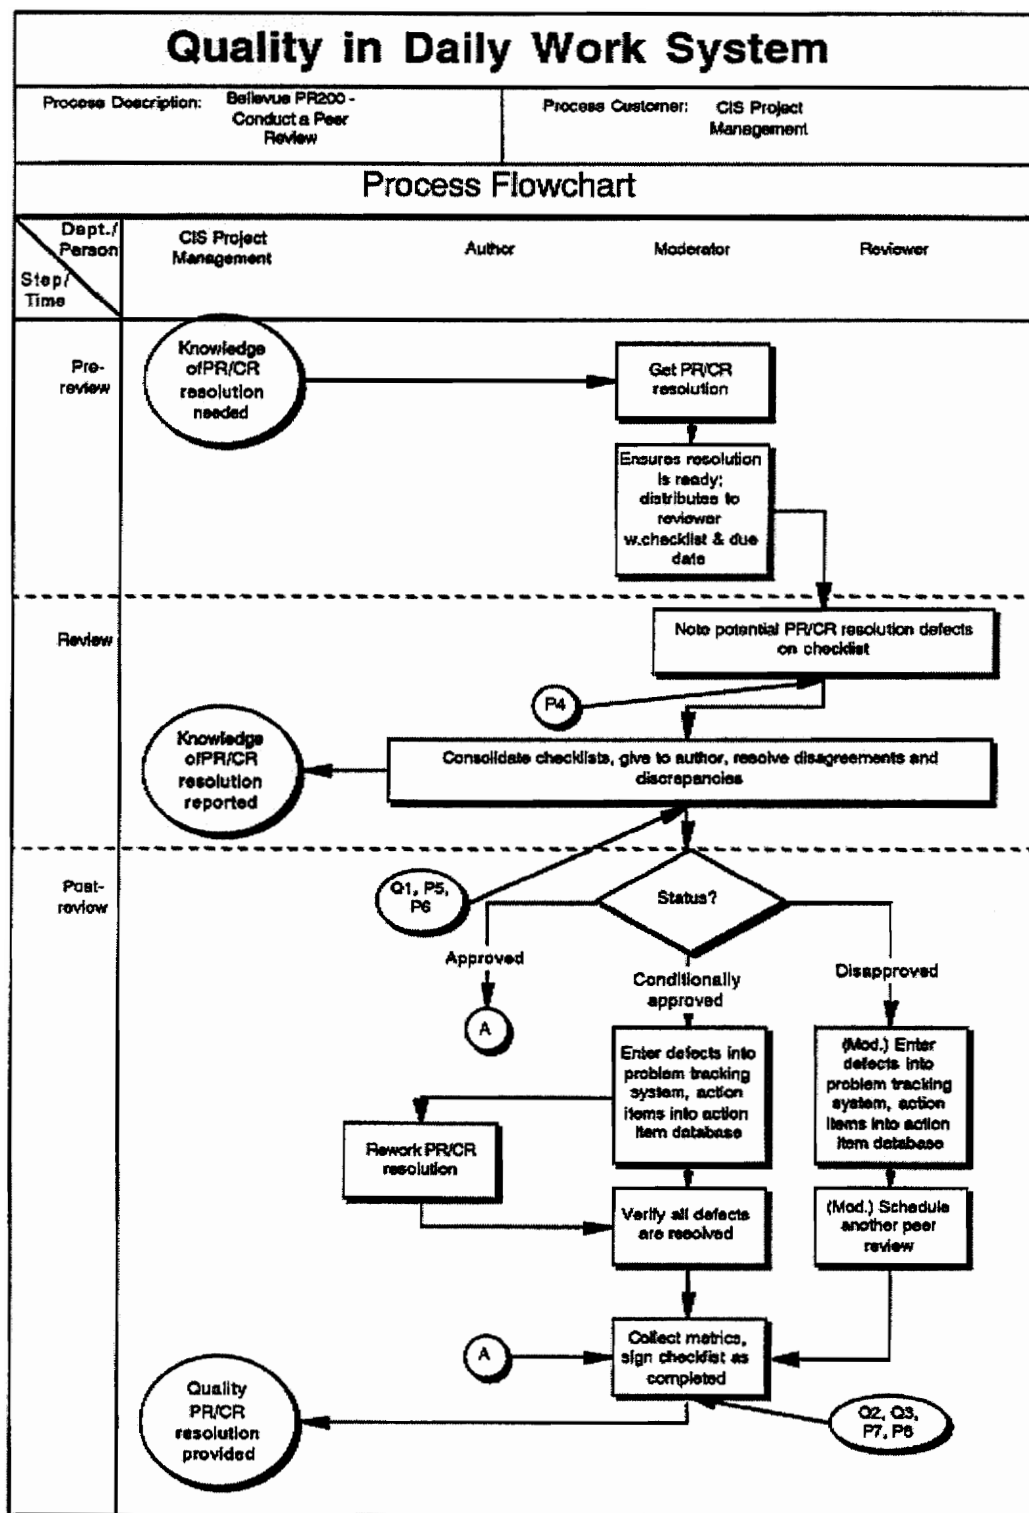 Quality in Daily Work System
Process Description:
Bellevue PR200 -
Conduct a Peer
Review
Process Customer:
CIS Project
Management
Process Flowchart
Dept./
Person
Step/
Time
CIS Project
Management
Author
Moderator
Reviewer
Pre-
review
Knowledge
ofPR/CR
resolution
needed
Get PR/CR
resolution
Ensures resolution
is ready;
distributes to
reviewer
w.checklist & due
date
Review
Note potential PR/CR resolution defects
on checklist
P4
Knowledge
ofPR/CR
resolution
reported
Consolidate checklists, give to author, resolve disagreements and
discrepancies
Post-
review
Q1, P5,
P6
Status?
Approved
Conditionally
approved
Disapproved
A
Enter defects into
problem tracking
system, action
items into action
item database
(Mod.) Enter
defects into
problem tracking
system, action
items into action
item database
Rework PR/CR
resolution
Verify all defects
are resolved
(Mod.) Schedule
another peer
review
A
Collect metrics,
sign checklist as
completed
Quality
PR/CR
resolution
provided
Q2, Q3,
P7, P8